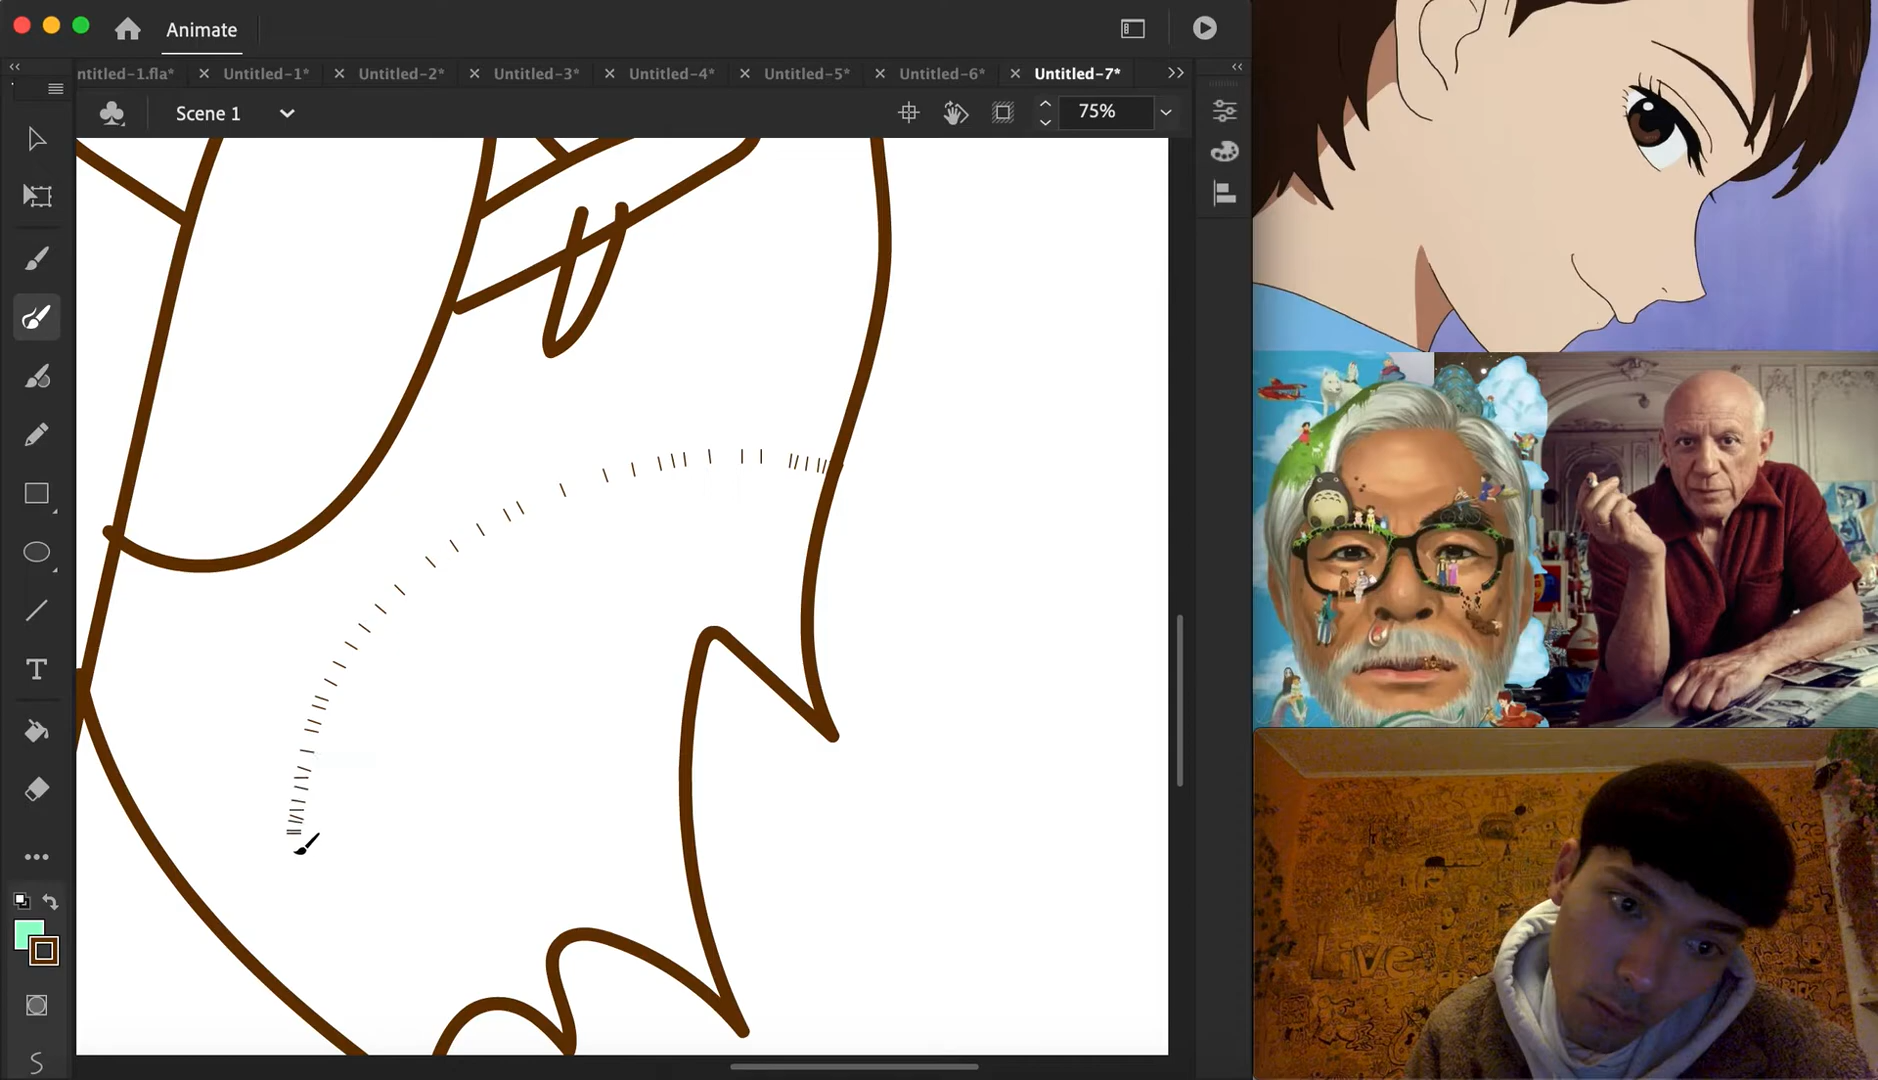 Animate
ntitled-1.fla*
Untitled-1*
Untitled-2*
Untitled-3*
Untitled-4*
Untitled-5*
Untitled-6*
Untitled-7*
Scene 1
75%
Live